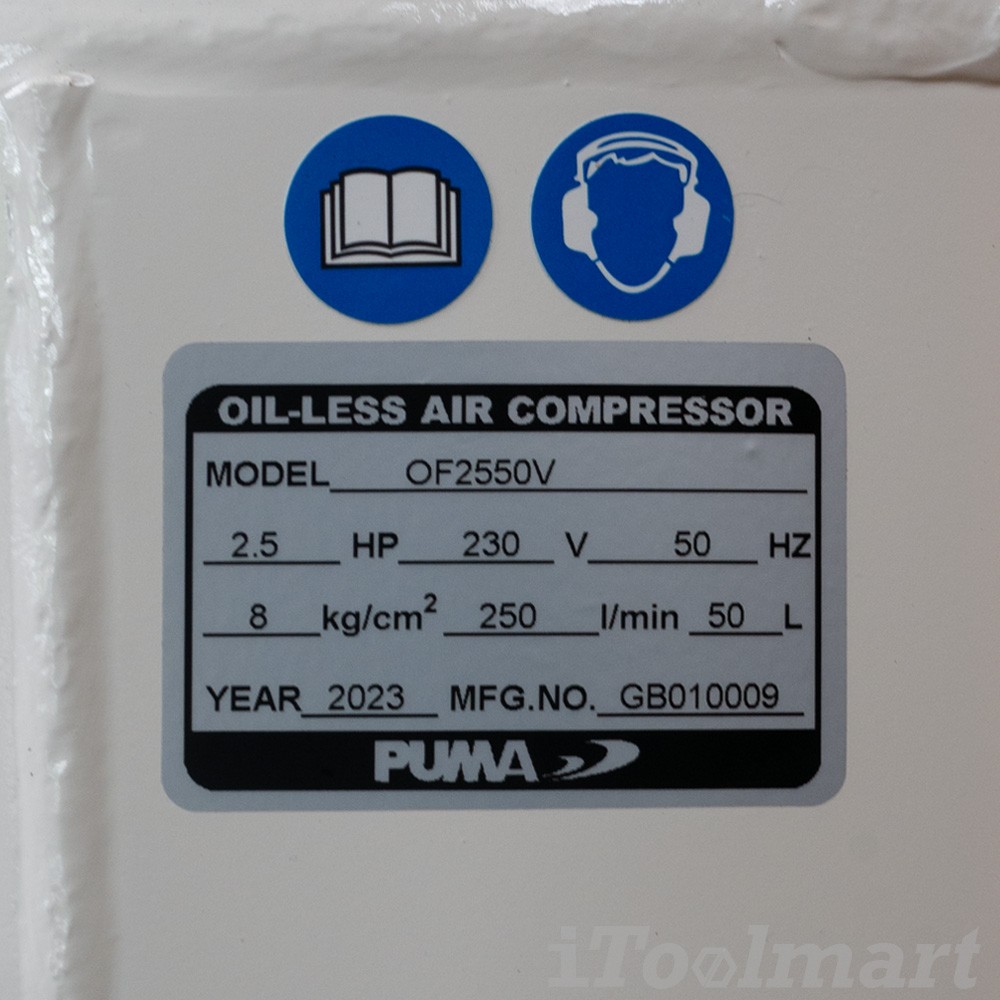 OIL-LESS AIR COMPRESSOR
MODEL OF2550V
2.5 HP 230 V 50 HZ
8 kg/cm² 250 l/min 50 L
YEAR 2023 MFG.NO. GB010009
PUMA
iToolmart